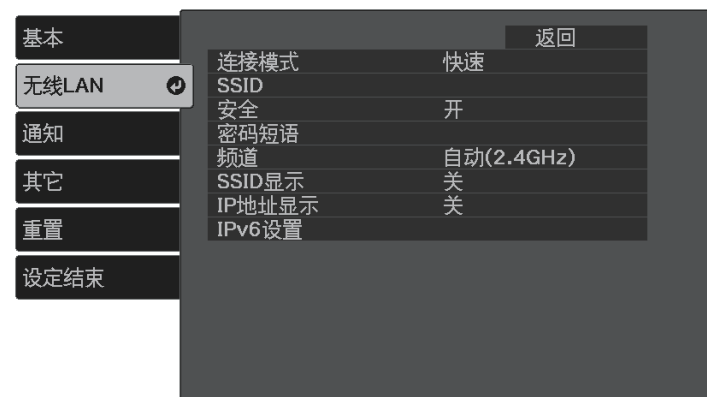 基本
无线LAN
通知
其它
重置
设定结束
返回
连接模式 快速
SSID
安全 开
密码短语
频道 自动(2.4GHz)
SSID显示 关
IP地址显示 关
IPv6设置